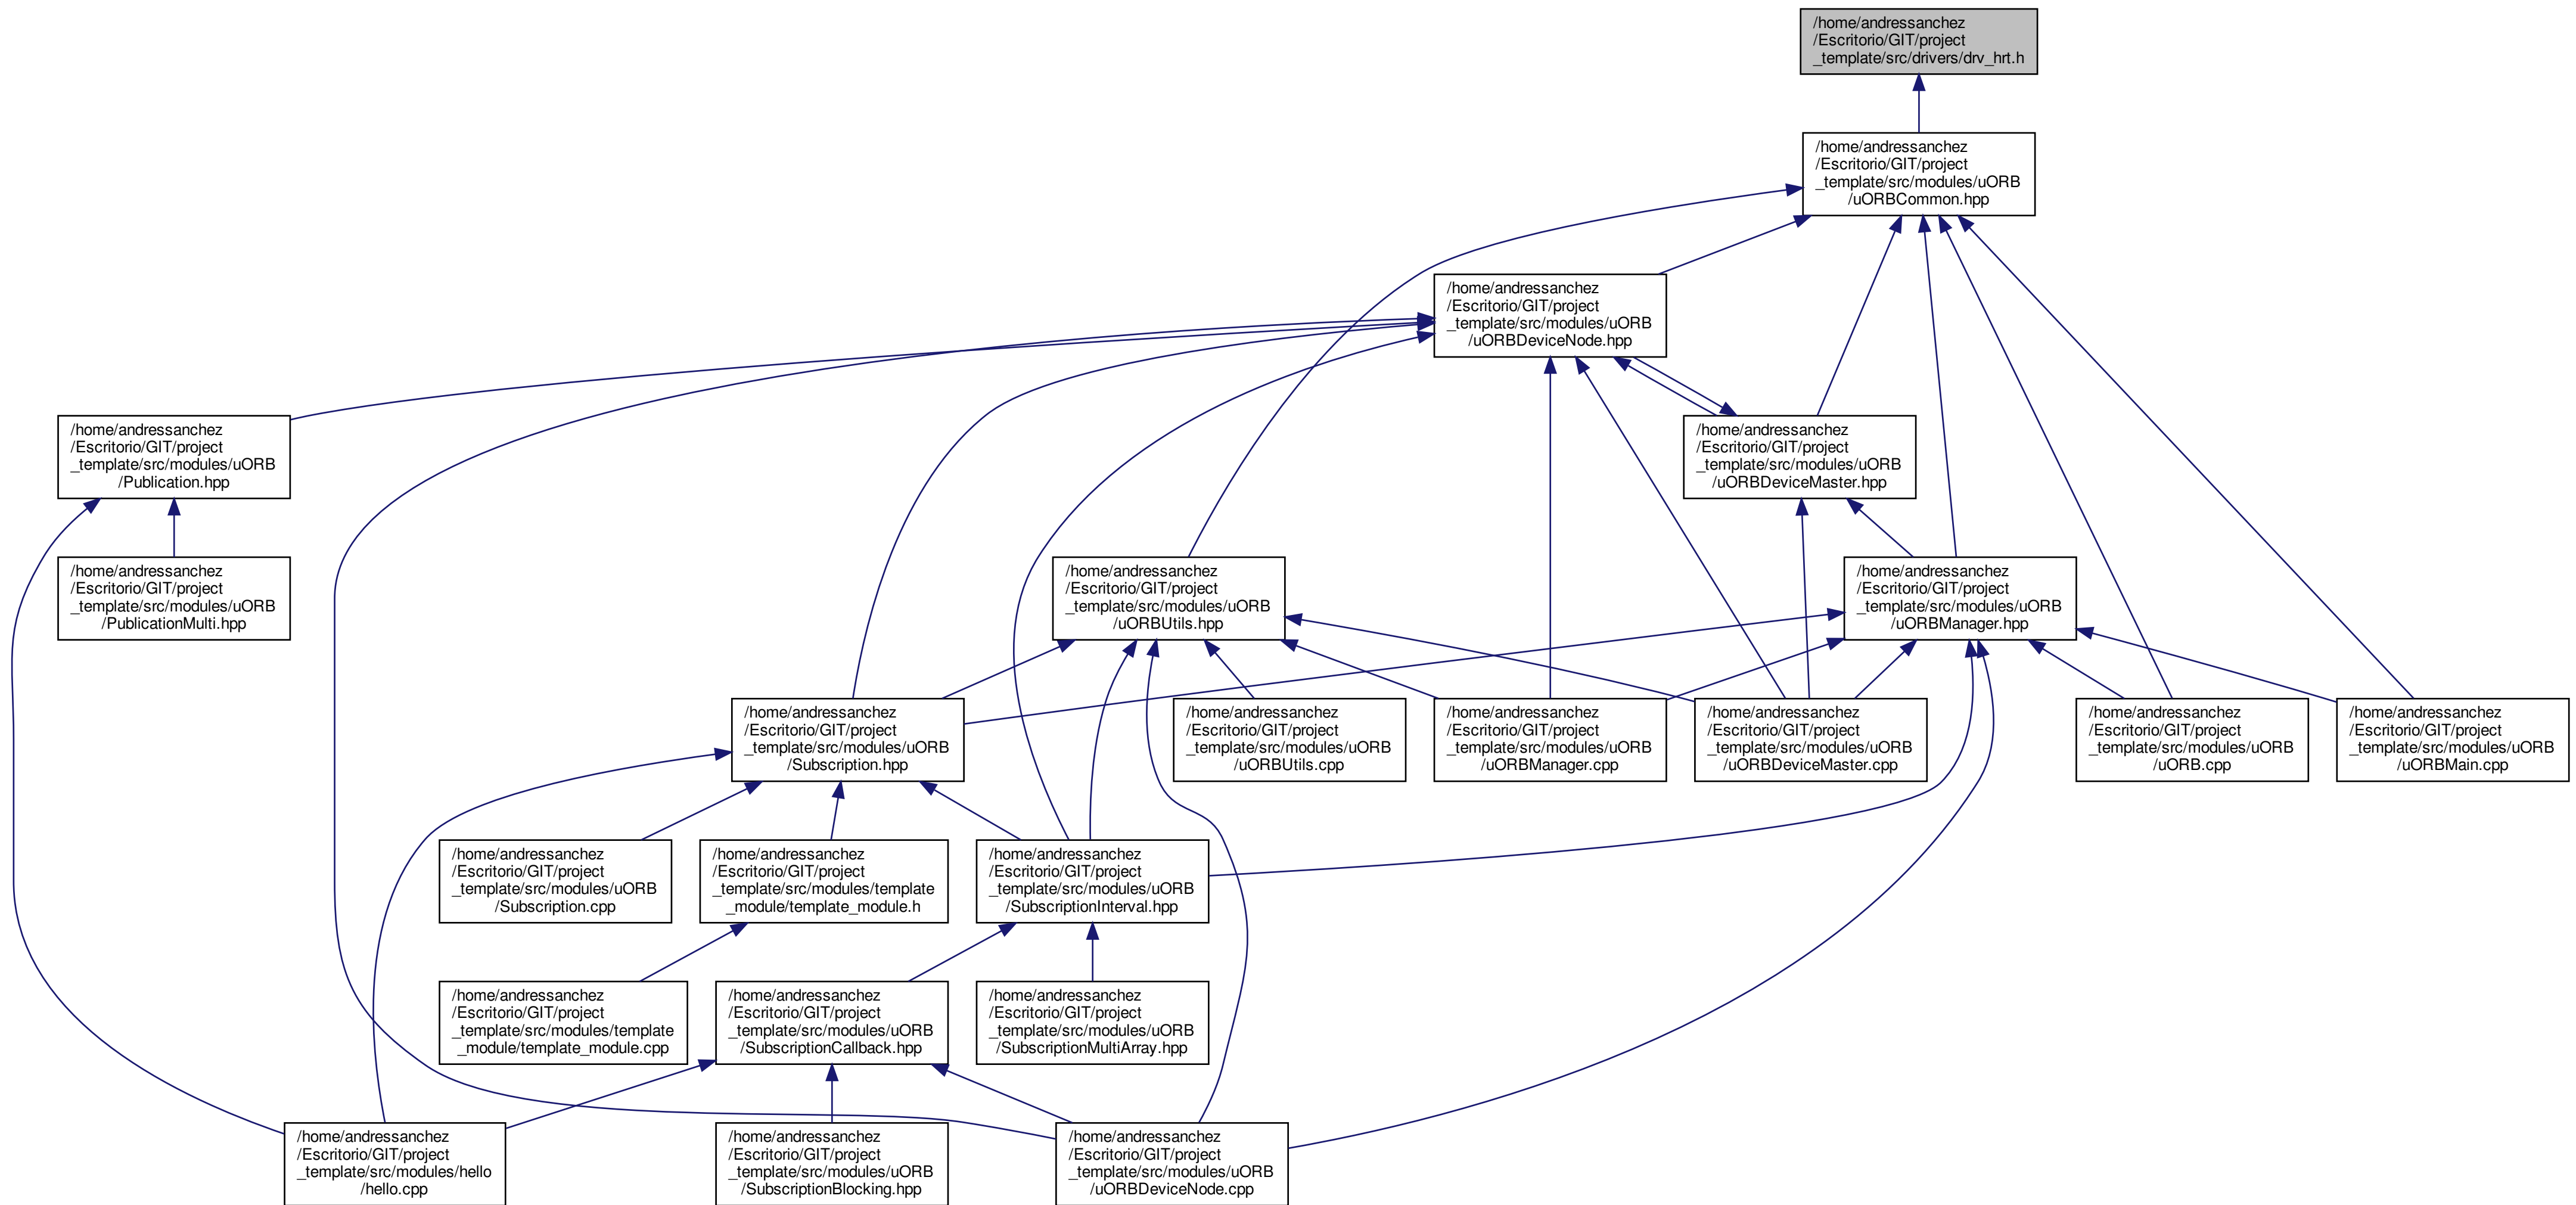 /home/andressanchez
/Escritorio/GIT/project
_template/src/drivers/drv_hrt.h
/home/andressanchez
/Escritorio/GIT/project
_template/src/modules/uORB
/uORBCommon.hpp
/home/andressanchez
/Escritorio/GIT/project
_template/src/modules/uORB
/uORBDeviceNode.hpp
/home/andressanchez
/Escritorio/GIT/project
_template/src/modules/uORB
/Publication.hpp
/home/andressanchez
/Escritorio/GIT/project
_template/src/modules/uORB
/uORBDeviceMaster.hpp
/home/andressanchez
/Escritorio/GIT/project
_template/src/modules/uORB
/PublicationMulti.hpp
/home/andressanchez
/Escritorio/GIT/project
_template/src/modules/uORB
/uORBUtils.hpp
/home/andressanchez
/Escritorio/GIT/project
_template/src/modules/uORB
/uORBManager.hpp
/home/andressanchez
/Escritorio/GIT/project
_template/src/modules/uORB
/Subscription.hpp
/home/andressanchez
/Escritorio/GIT/project
_template/src/modules/uORB
/uORBUtils.cpp
/home/andressanchez
/Escritorio/GIT/project
_template/src/modules/uORB
/uORBManager.cpp
/home/andressanchez
/Escritorio/GIT/project
_template/src/modules/uORB
/uORBDeviceMaster.cpp
/home/andressanchez
/Escritorio/GIT/project
_template/src/modules/uORB
/uORB.cpp
/home/andressanchez
/Escritorio/GIT/project
_template/src/modules/uORB
/uORBMain.cpp
/home/andressanchez
/Escritorio/GIT/project
_template/src/modules/uORB
/Subscription.cpp
/home/andressanchez
/Escritorio/GIT/project
_template/src/modules/template
_module/template_module.h
/home/andressanchez
/Escritorio/GIT/project
_template/src/modules/uORB
/SubscriptionInterval.hpp
/home/andressanchez
/Escritorio/GIT/project
_template/src/modules/template
_module/template_module.cpp
/home/andressanchez
/Escritorio/GIT/project
_template/src/modules/uORB
/SubscriptionCallback.hpp
/home/andressanchez
/Escritorio/GIT/project
_template/src/modules/uORB
/SubscriptionMultiArray.hpp
/home/andressanchez
/Escritorio/GIT/project
_template/src/modules/hello
/hello.cpp
/home/andressanchez
/Escritorio/GIT/project
_template/src/modules/uORB
/SubscriptionBlocking.hpp
/home/andressanchez
/Escritorio/GIT/project
_template/src/modules/uORB
/uORBDeviceNode.cpp